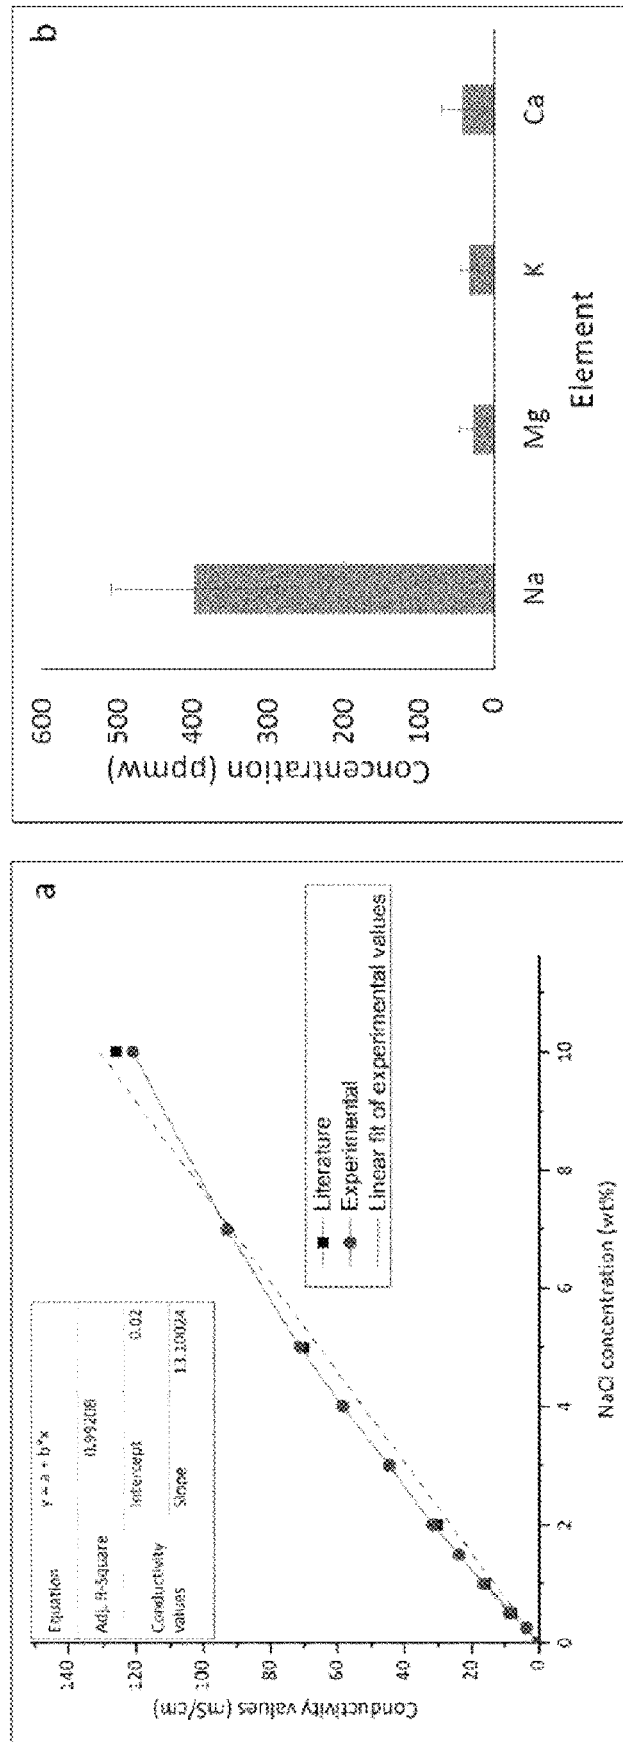 a
Equation y = a + b*x
Adj. R-Square 0.99208
Conductivity values Intercept 0.02
Slope 13.10024
Conductivity values (mS/cm)
140
120
100
80
60
40
20
0
0 2 4 6 8 10
NaCl concentration (wt%)
Literature
Experimental
Linear fit of experimental values
b
Concentration (ppmw)
600
500
400
300
200
100
0
Na Mg K Ca
Element